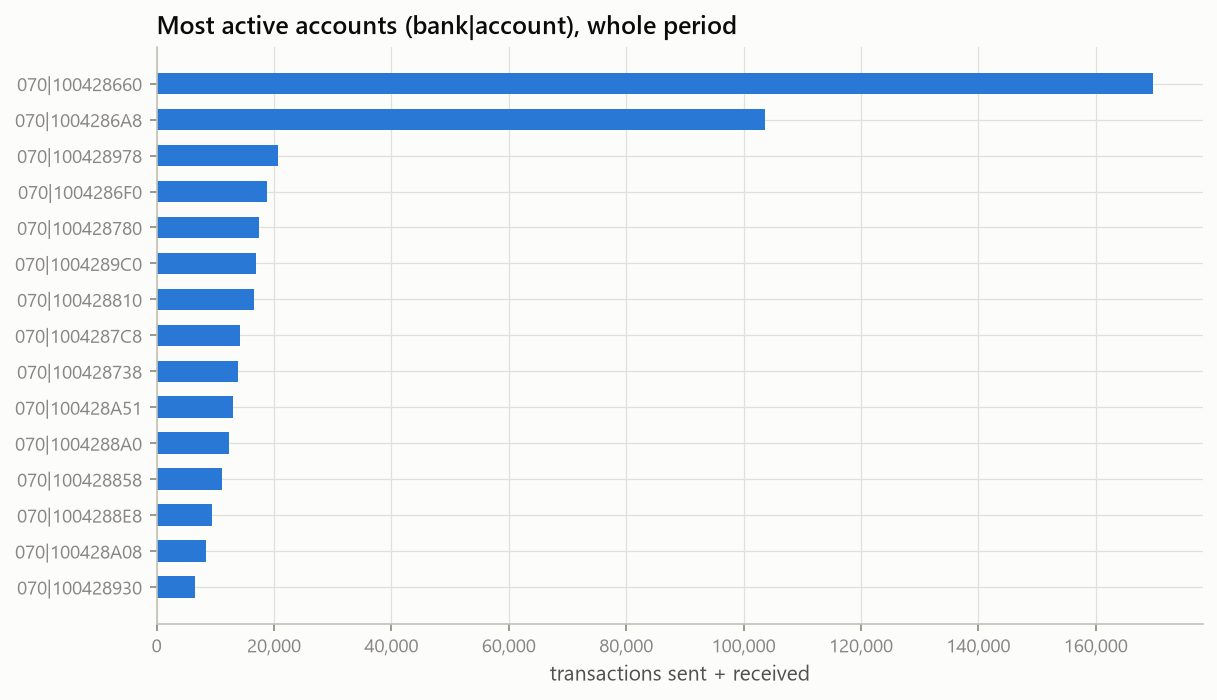 Most active accounts (bank|account), whole period
070|100428660
070|1004286A8
070|100428978
070|1004286F0
070|100428780
070|1004289C0
070|100428810
070|1004287C8
070|100428738
070|100428A51
070|1004288A0
070|100428858
070|1004288E8
070|100428A08
070|100428930
0 20,000 40,000 60,000 80,000 100,000 120,000 140,000 160,000
transactions sent + received